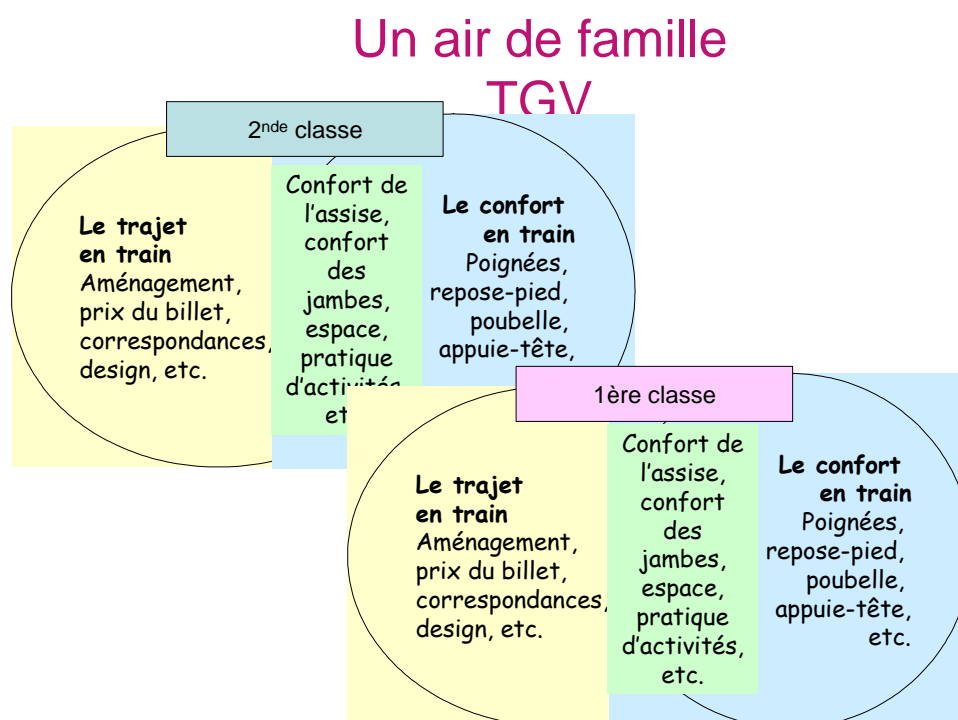 Un air de famille
TGV
2nde classe
Le trajet
en train
Aménagement,
prix du billet,
correspondances,
design, etc.
Confort de
l'assise,
confort
des
jambes,
espace,
pratique
d'activités,
Le confort
en train
Poignées,
repose-pied,
poubelle,
appuie-tête,
1ère classe
Le trajet
en train
Aménagement,
prix du billet,
correspondances,
design, etc.
Confort de
l'assise,
confort
des
jambes,
espace,
pratique
d'activités,
etc.
Le confort
en train
Poignées,
repose-pied,
poubelle,
appuie-tête,
etc.